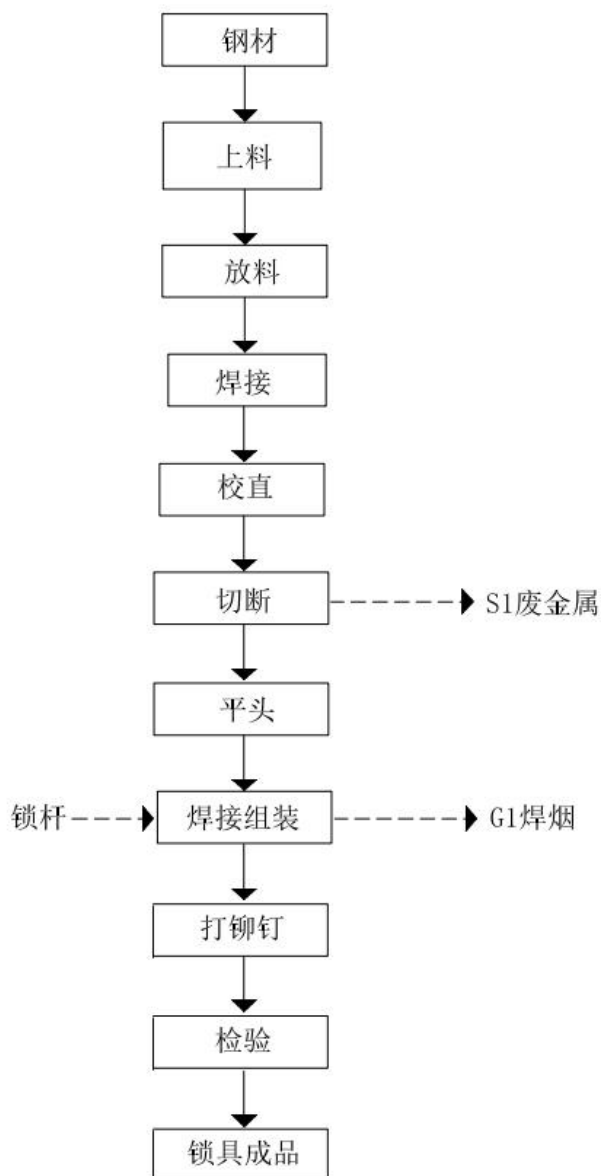 钢材
上料
放料
焊接
校直
切断
S1废金属
平头
锁杆
焊接组装
G1焊烟
打铆钉
检验
锁具成品